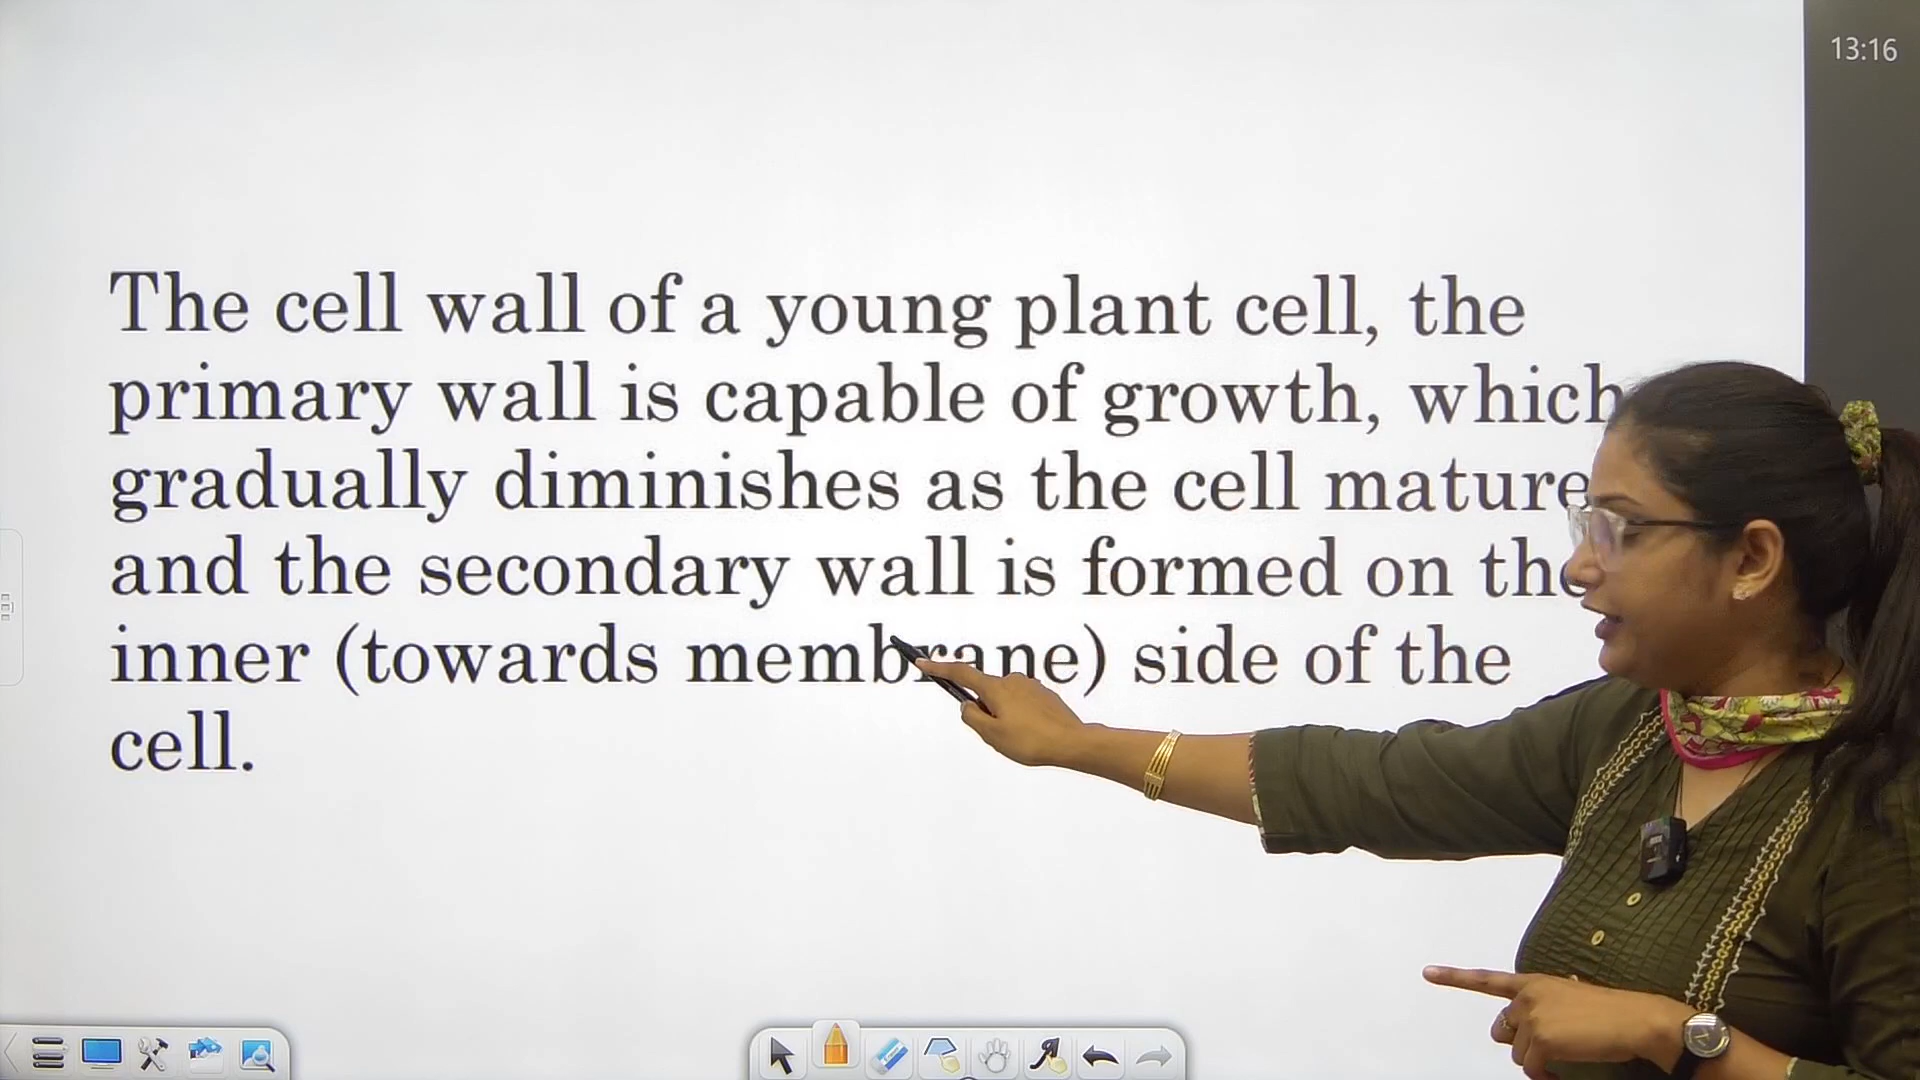 13:16
The cell wall of a young plant cell, the
primary wall is capable of growth, which
gradually diminishes as the cell mature
and the secondary wall is formed on the
inner (towards membrane) side of the
cell.